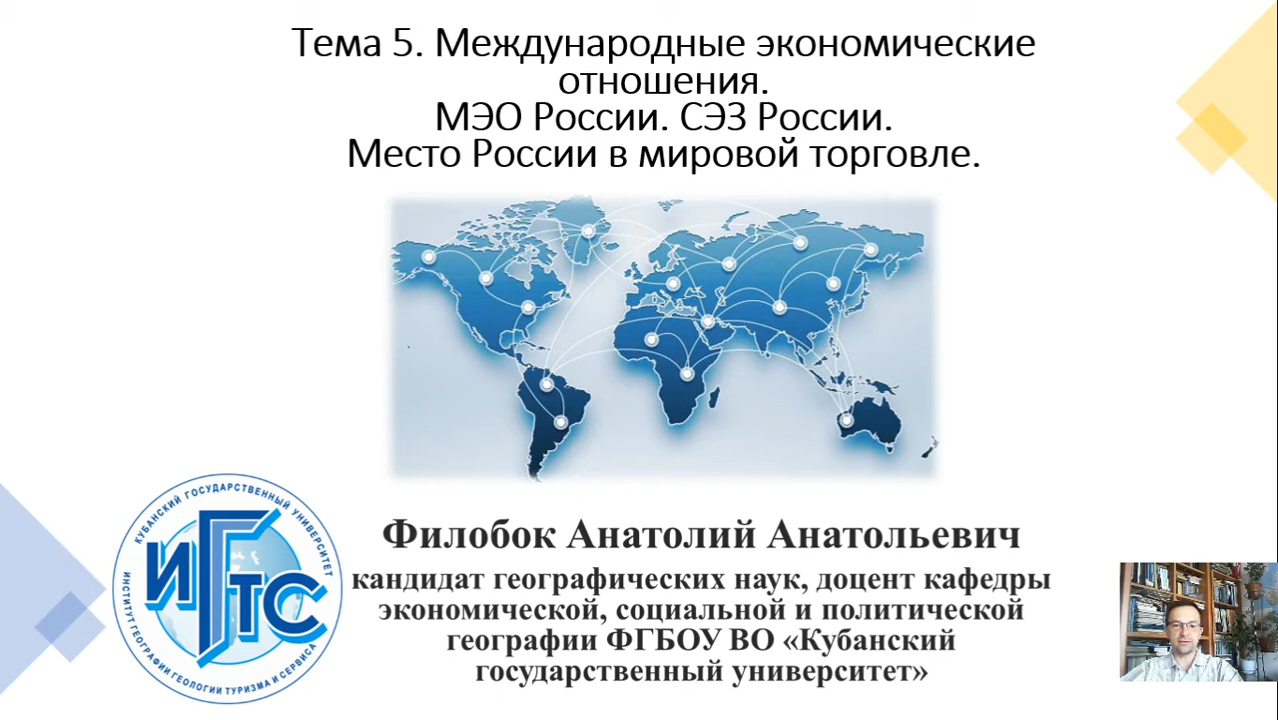 Тема 5. Международные экономические
отношения.
МЭО России. СЭЗ России.
Место России в мировой торговле.
КУБАНСКИЙ ГОСУДАРСТВЕННЫЙ УНИВЕРСИТЕТ
ИГТС
ИНСТИТУТ ГЕОГРАФИИ ГЕОЛОГИИ ТУРИЗМА И СЕРВИСА
Филобок Анатолий Анатольевич
кандидат географических наук, доцент кафедры
экономической, социальной и политической
географии ФГБОУ ВО «Кубанский
государственный университет»